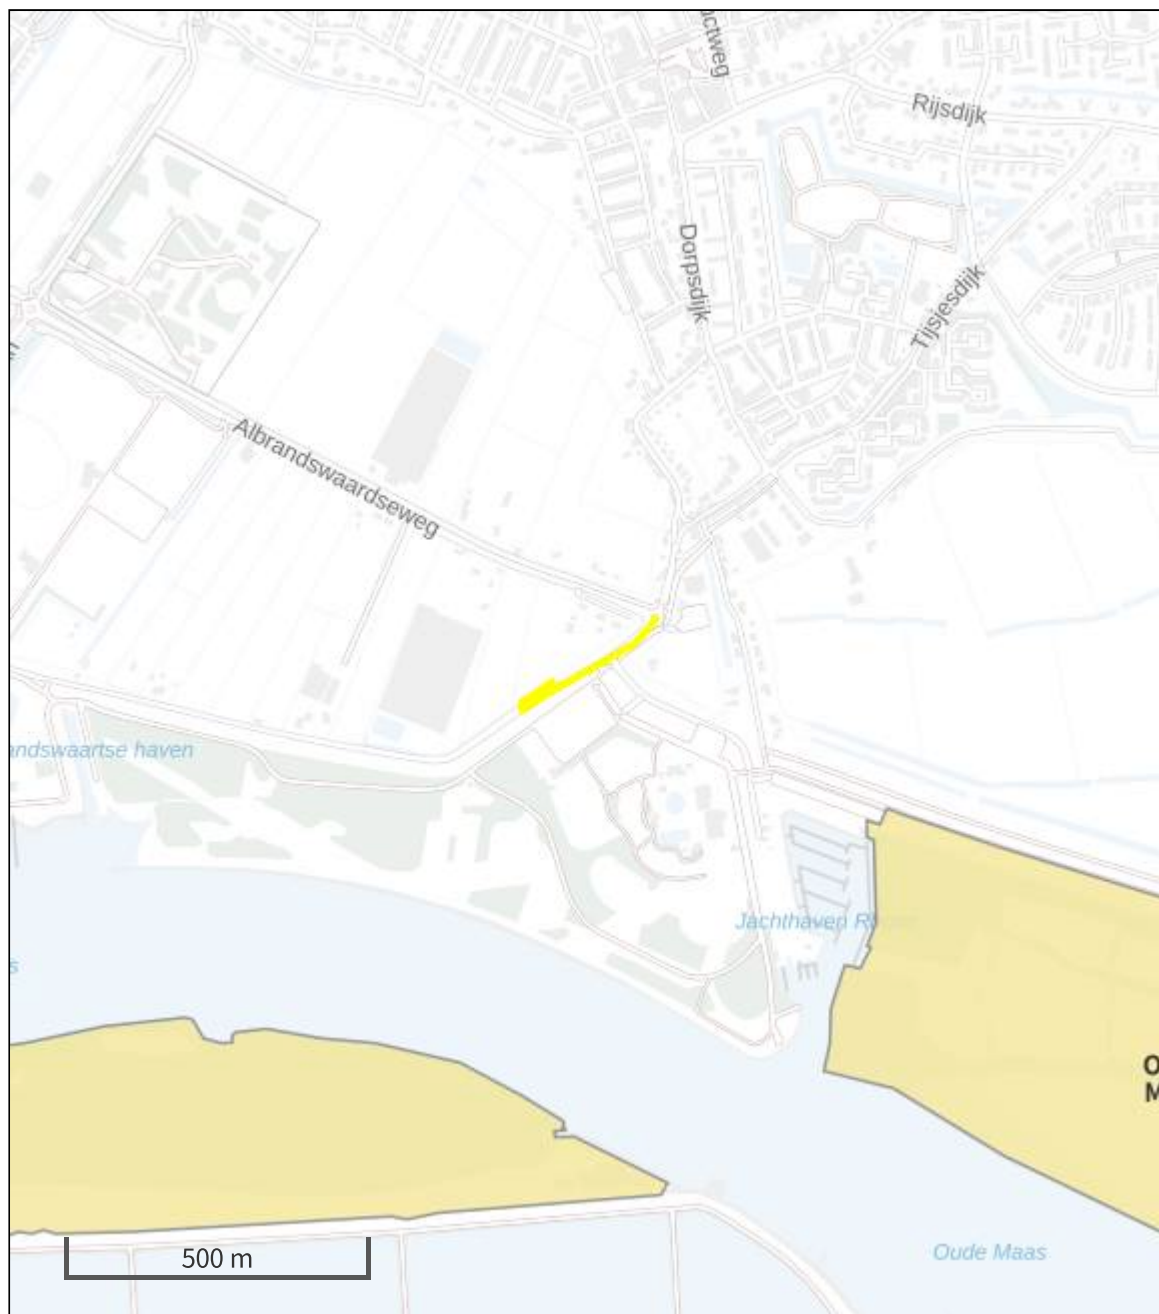 Rijsdijk
Dorpsdijk
Tijsjesdijk
Albrandswaardseweg
andswaartse haven
Jachthaven R
s
O
M
500 m
Oude Maas